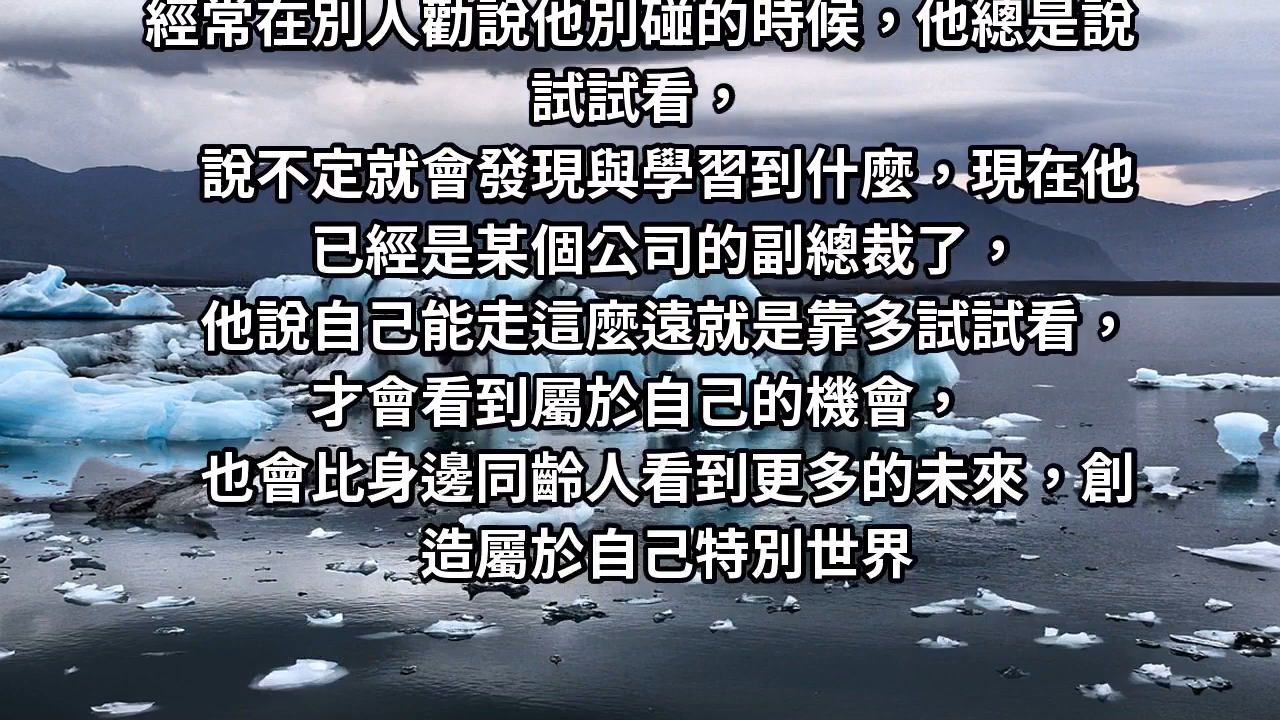 經常在別人勸說他別碰的時候，他總是說
試試看，
說不定就會發現與學習到什麼，現在他
已經是某個公司的副總裁了，
他說自己能走這麼遠就是靠多試試看，
才會看到屬於自己的機會，
也會比身邊同齡人看到更多的未來，創
造屬於自己特別世界